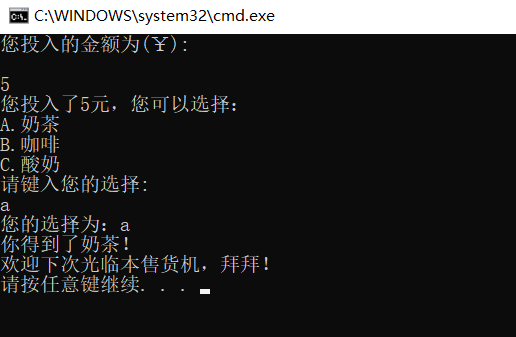 C:\WINDOWS\system32\cmd.exe
您投入的金额为(￥):
5
您投入了5元，您可以选择：
A.奶茶
B.咖啡
C.酸奶
请键入您的选择:
a
您的选择为：a
你得到了奶茶！
欢迎下次光临本售货机，拜拜！
请按任意键继续. . .